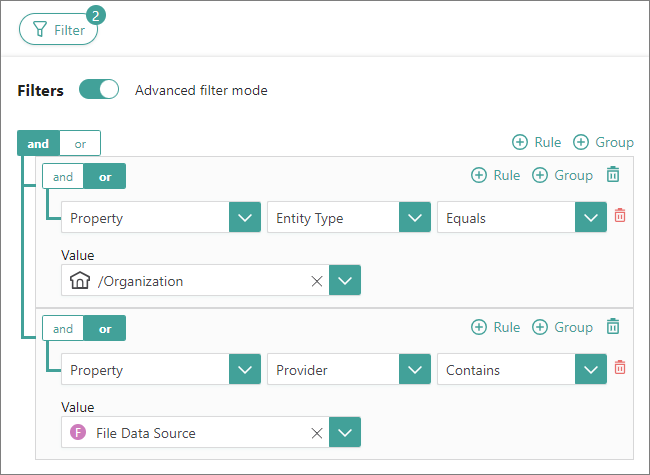 2
Filter
Filters Advanced filter mode
and or Rule Group
and or Rule Group
Property Entity Type Equals
Value
/Organization
and or Rule Group
Property Provider Contains
Value
F File Data Source